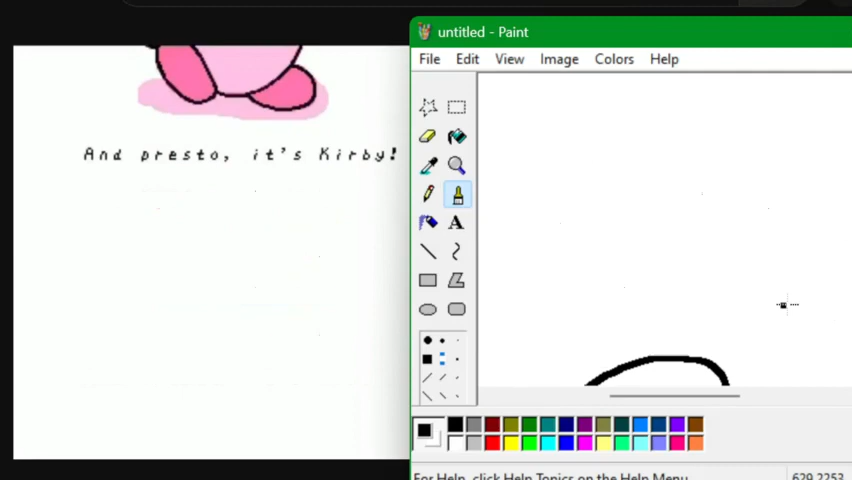 untitled - Paint
File Edit View Image Colors Help
And presto, it's Kirby!
A
For Help, click Help Topics on the Help Menu.
629,2253